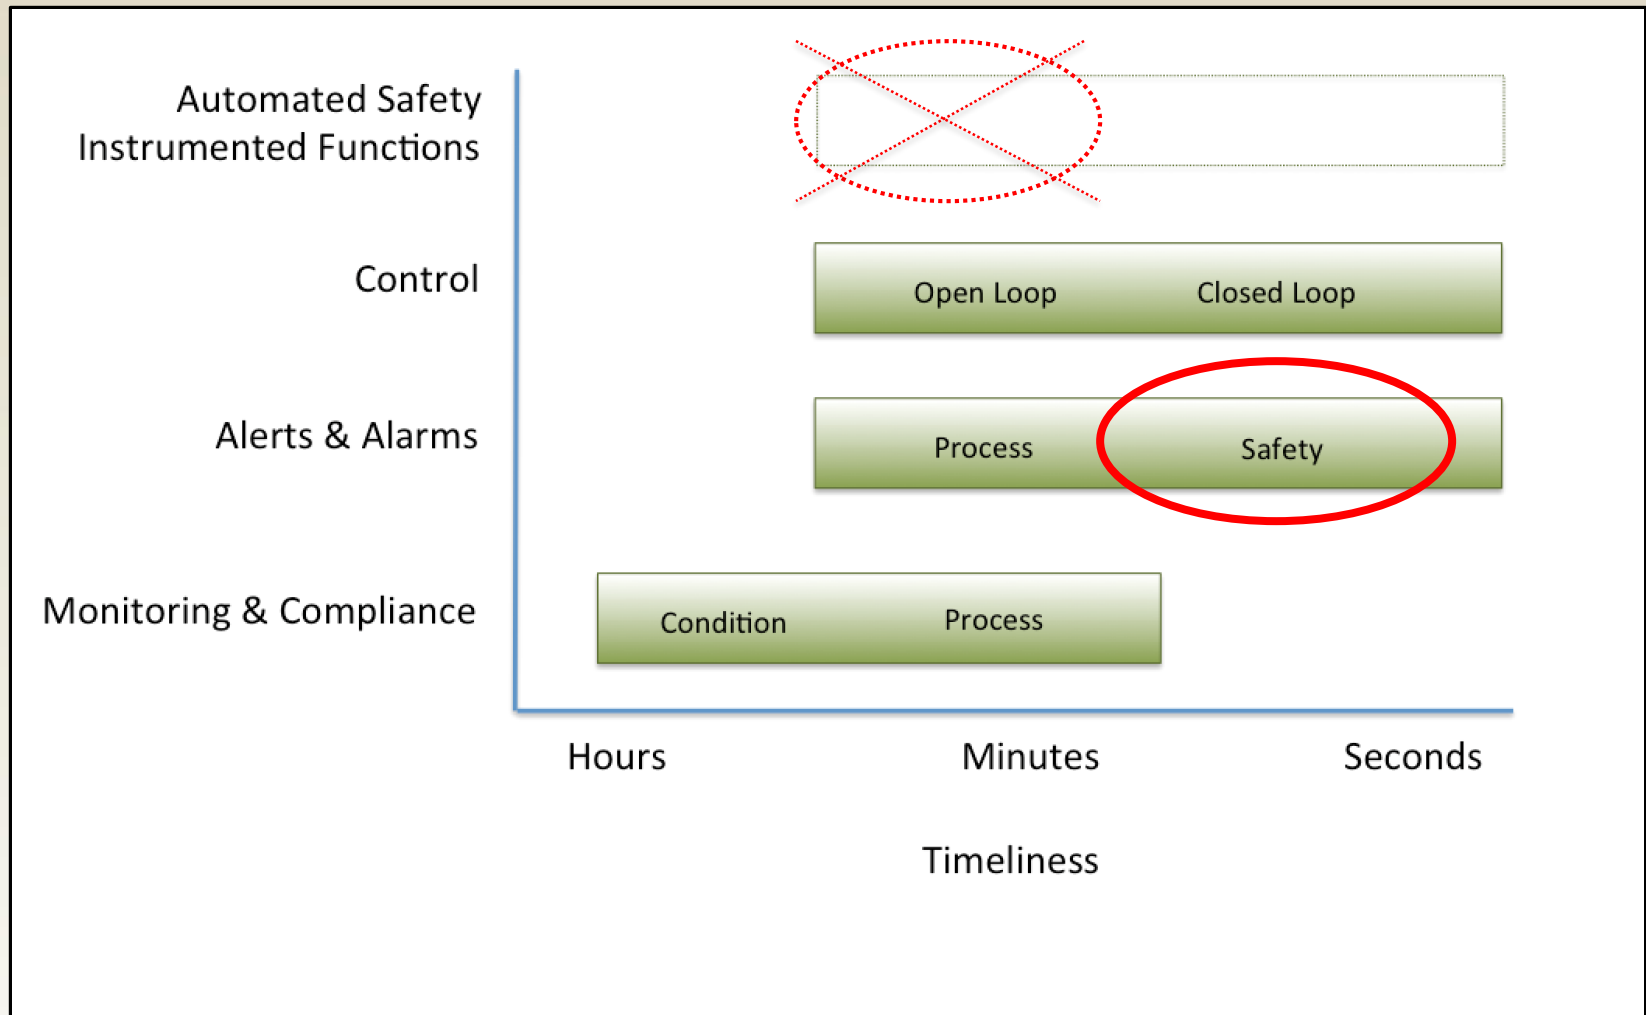 Automated Safety
Instrumented Functions
Control
Open Loop
Closed Loop
Alerts & Alarms
Process
Safety
Monitoring & Compliance
Condition
Process
Hours
Minutes
Seconds
Timeliness